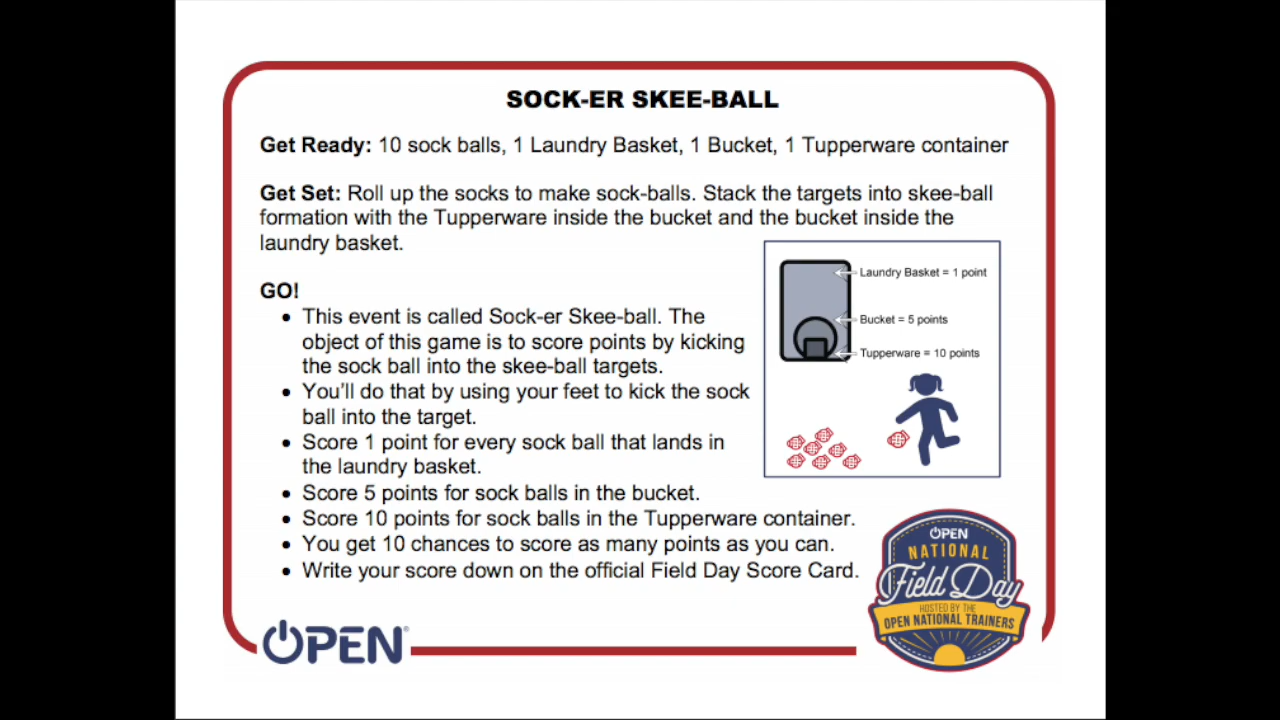 SOCK-ER SKEE-BALL
Get Ready: 10 sock balls, 1 Laundry Basket, 1 Bucket, 1 Tupperware container
Get Set: Roll up the socks to make sock-balls. Stack the targets into skee-ball
formation with the Tupperware inside the bucket and the bucket inside the
laundry basket.
GO!
• This event is called Sock-er Skee-ball. The
object of this game is to score points by kicking
the sock ball into the skee-ball targets.
• You'll do that by using your feet to kick the sock
ball into the target.
• Score 1 point for every sock ball that lands in
the laundry basket.
• Score 5 points for sock balls in the bucket.
• Score 10 points for sock balls in the Tupperware container.
• You get 10 chances to score as many points as you can.
• Write your score down on the official Field Day Score Card.
Laundry Basket = 1 point
Bucket = 5 points
Tupperware = 10 points
OPEN®
OPEN
NATIONAL
Field Day
HOSTED BY THE
OPEN NATIONAL TRAINERS